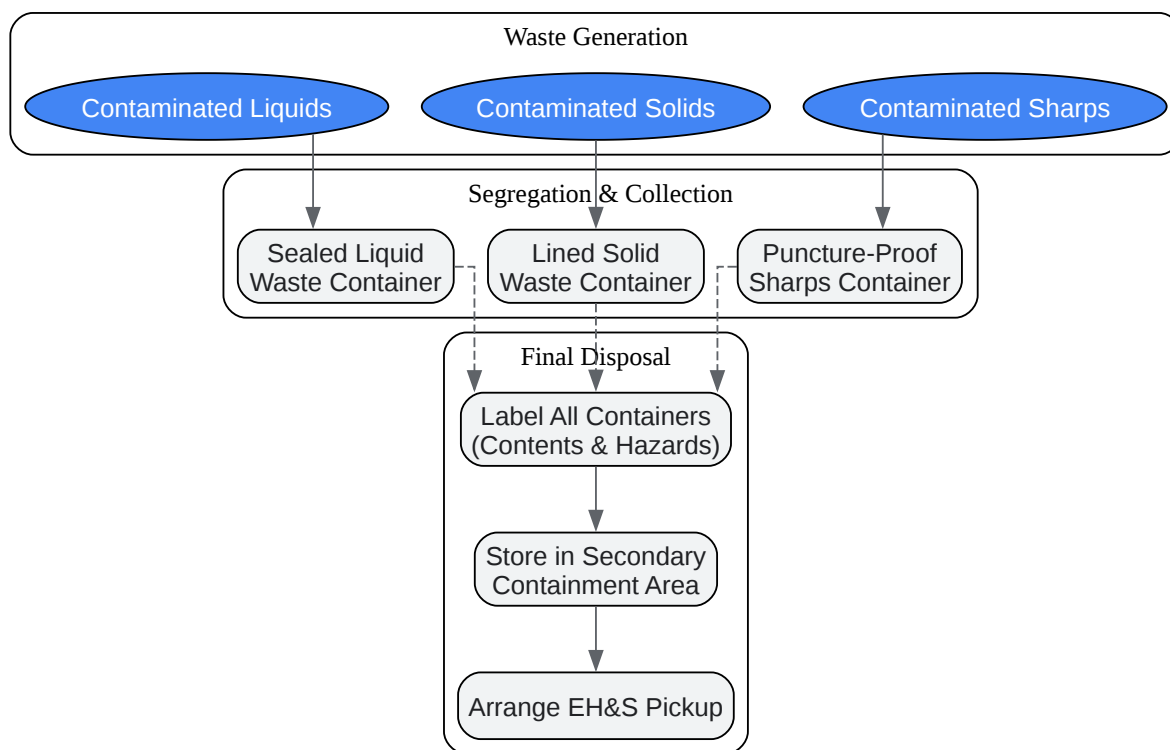 Waste Generation
Contaminated Liquids
Contaminated Solids
Contaminated Sharps
Segregation & Collection
Sealed Liquid
Waste Container
Lined Solid
Waste Container
Puncture-Proof
Sharps Container
Final Disposal
Label All Containers
(Contents & Hazards)
Store in Secondary
Containment Area
Arrange EH&S Pickup